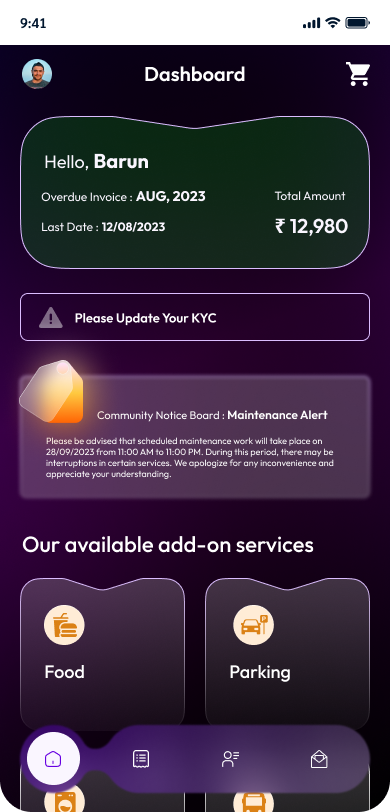 9:41
Dashboard
Hello, Barun
Overdue Invoice : AUG, 2023
Total Amount
Last Date : 12/08/2023
₹ 12,980
Please Update Your KYC
Community Notice Board : Maintenance Alert
Please be advised that scheduled maintenance work will take place on
28/09/2023 from 11:00 AM to 11:00 PM. During this period, there may be
interruptions in certain services. We apologize for any inconvenience and
appreciate your understanding.
Our available add-on services
Food
Parking